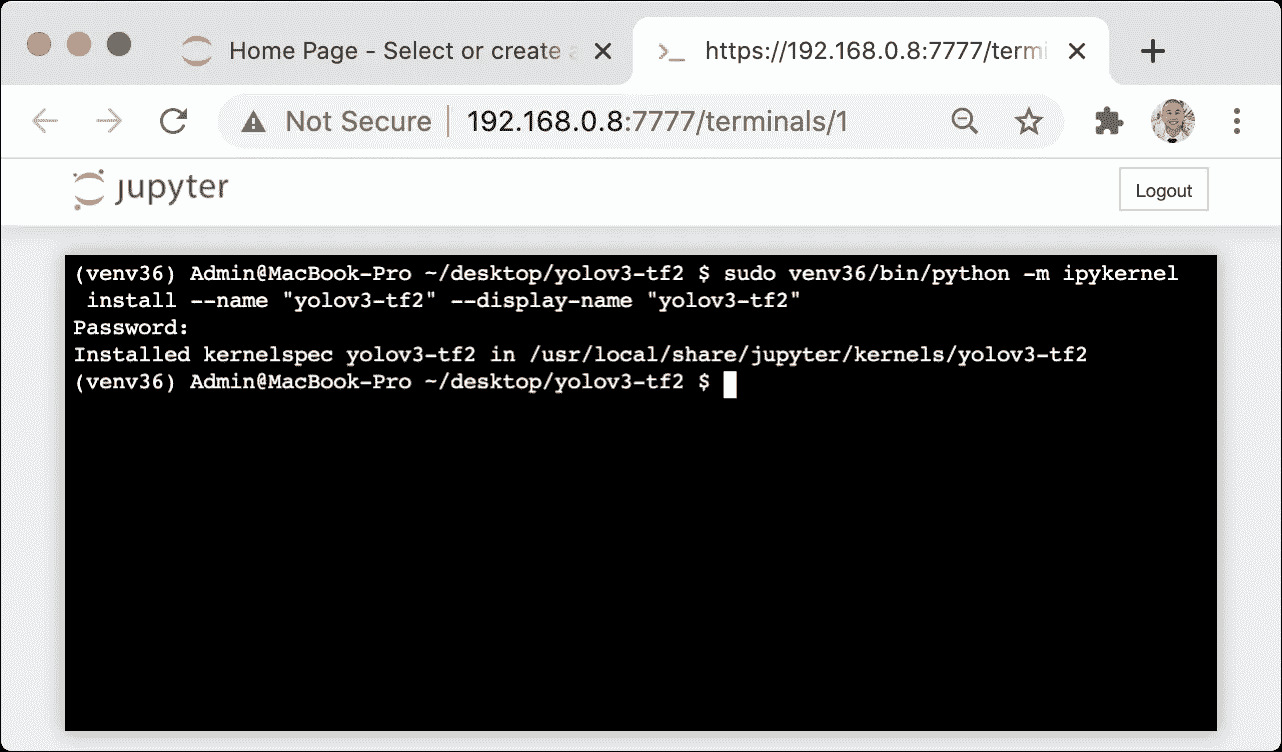 Home Page - Select or create a
https://192.168.0.8:7777/termi
Not Secure 192.168.0.8:7777/terminals/1
jupyter
Logout
(venv36) Admin@MacBook-Pro ~/desktop/yolov3-tf2 $ sudo venv36/bin/python -m ipykernel
install --name "yolov3-tf2" --display-name "yolov3-tf2"
Password:
Installed kernelspec yolov3-tf2 in /usr/local/share/jupyter/kernels/yolov3-tf2
(venv36) Admin@MacBook-Pro ~/desktop/yolov3-tf2 $